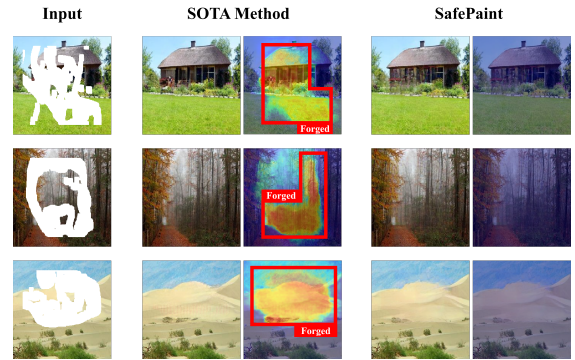 Input
SOTA Method
SafePaint
Forged
Forged
Forged